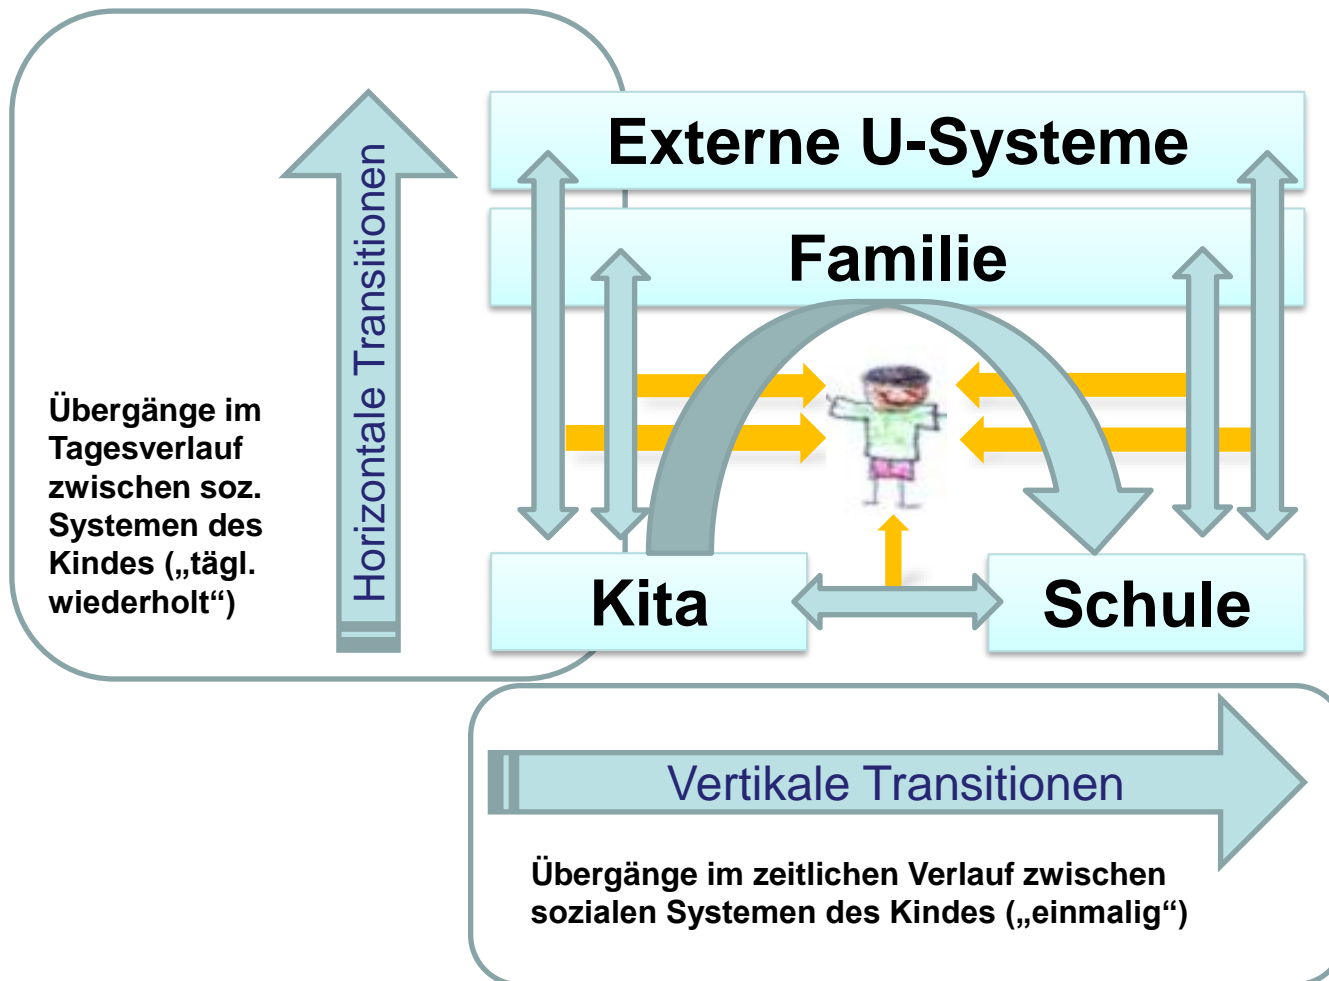 Externe U-Systeme
Familie
Horizontale Transitionen
Übergänge im
Tagesverlauf
zwischen soz.
Systemen des
Kindes („tägl.
wiederholt“)
Kita
Schule
Vertikale Transitionen
Übergänge im zeitlichen Verlauf zwischen
sozialen Systemen des Kindes („einmalig“)